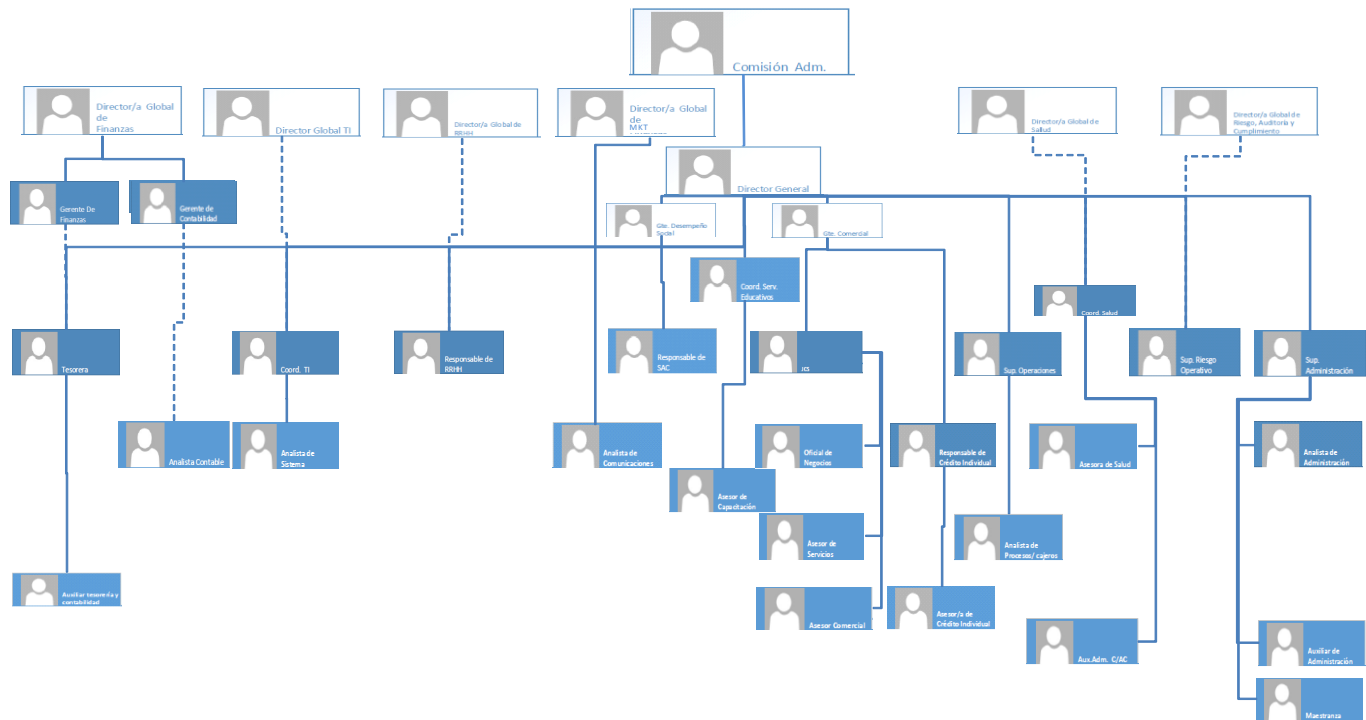 Comisión Adm.
Director/a Global
de
Finanzas
Director Global TI
Director/a Global de
RRHH
Director/a Global
de
MKT
Director/a Global de
Sallud
Director/a Global de
Riesgo, Auditoría y
Cumplimiento
Director General
Gerente De
Finanzas
Gerente de
Contabilidad
Gte. Desempeño
Social
Gte. Comercial
Coord. Serv.
Educativos
Coord. Salud
Tesorera
Coord. TI
Responsable de
RRHH
Responsable de
SAC
Sup. Operaciones
Sup. Riesgo
Operativo
Sup.
Administración
Analista Contable
Analista de
Sistema
Analista de
Comunicaciones
Oficial de
Negocios
Responsable de
Crédito Individual
Asesora de Salud
Analista de
Administración
Asesor de
Capacitación
Asesor de
Servicios
Analista de
Procesos/ cajeros
Auxiliar tesorería y
contabilidad
Asesor Comercial
Asesor/a de
Crédito Individual
Aux.Adm. C/AC
Auxiliar de
Administración
Maestranza